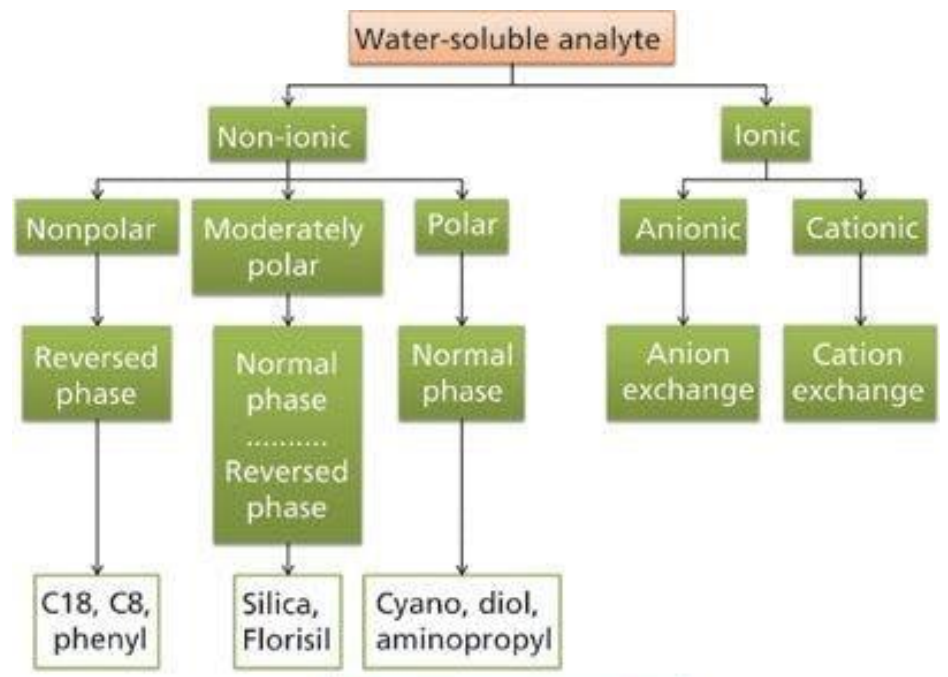 Water-soluble analyte
Non-ionic
Ionic
Nonpolar
Moderately
polar
Polar
Anionic
Cationic
Reversed
phase
Normal
phase
..........
Reversed
phase
Normal
phase
Anion
exchange
Cation
exchange
C18, C8,
phenyl
Silica,
Florisil
Cyano, diol,
aminopropyl